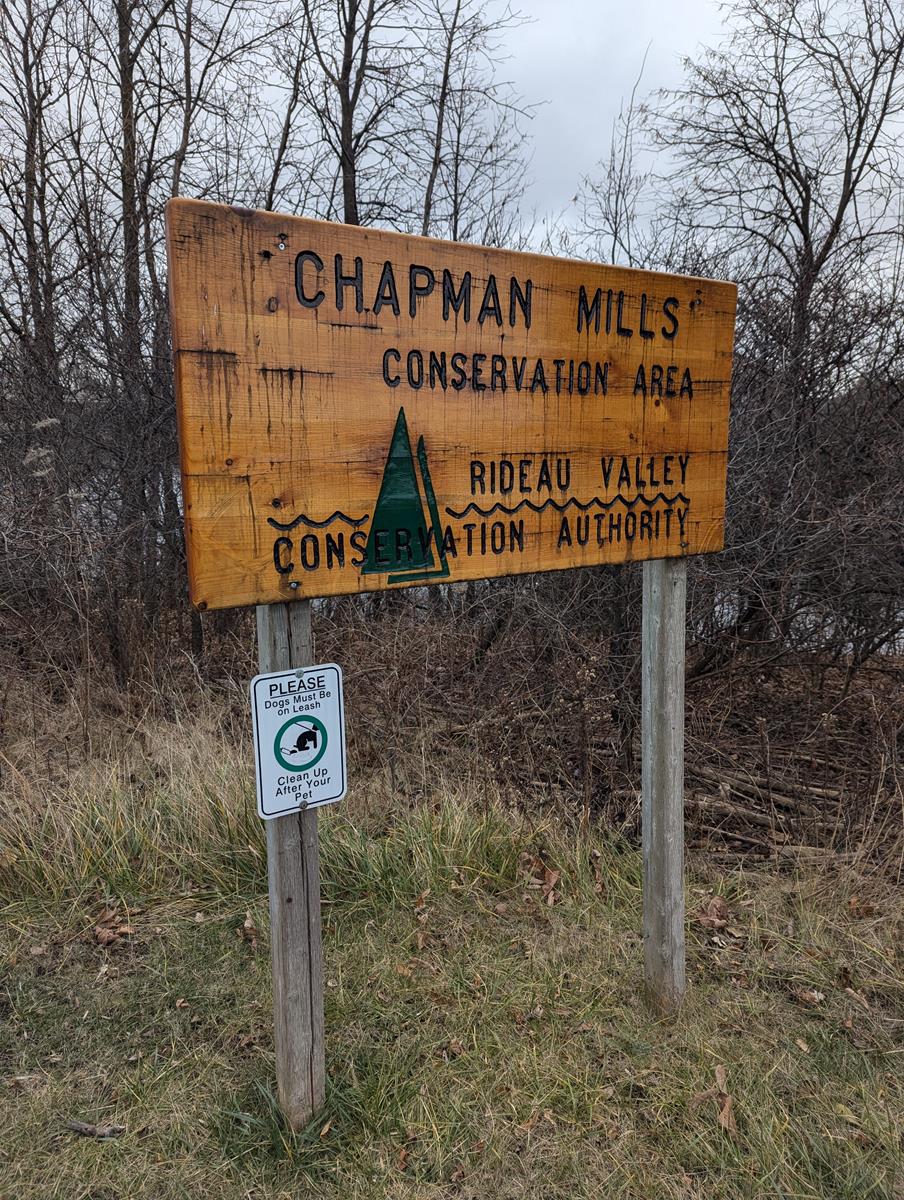 CHAPMAN MILLS
CONSERVATION AREA
RIDEAU VALLEY
CONSERVATION AUTHORITY
PLEASE
Dogs Must Be
on Leash
Clean Up
After Your
Pet